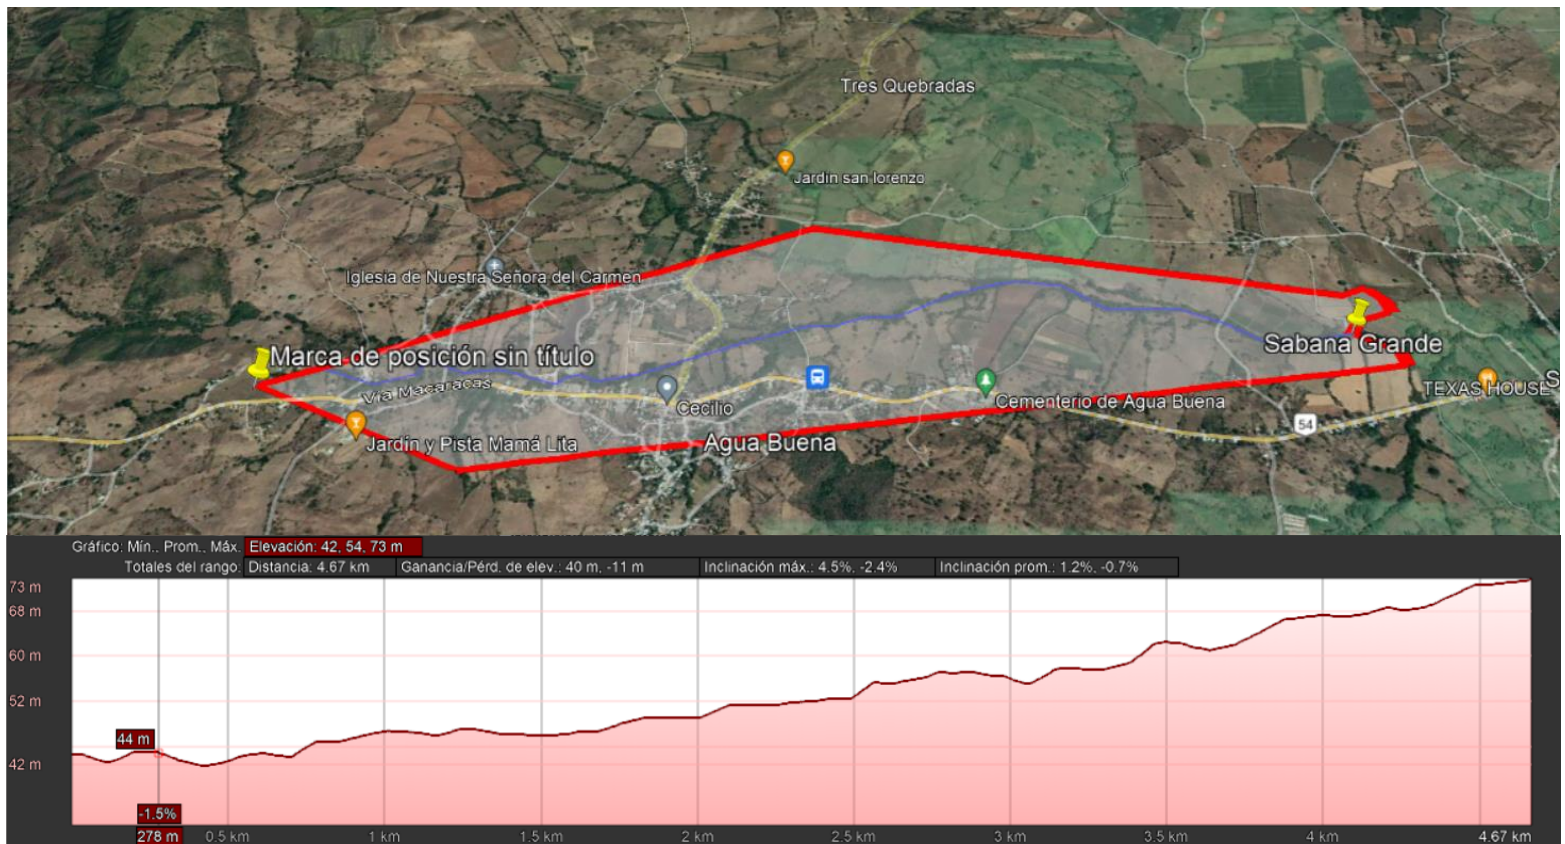 Tres Quebradas
Jardin san lorenzo
Iglesia de Nuestra Señora del Carmen
Marca de posición sin título
Sabana Grande
Vía Macaracas
TEXAS HOUSE
S
Cecilio
Cementerio de Agua Buena
54
Jardín y Pista Mamá Lita
Agua Buena
Gráfico: Mín., Prom., Máx. Elevación: 42, 54, 73 m
Totales del rango: Distancia: 4.67 km Ganancia/Pérd. de elev.: 40 m, -11 m Inclinación máx.: 4.5%, -2.4% Inclinación prom.: 1.2%, -0.7%
73 m
68 m
60 m
52 m
44 m
42 m
-1.5%
278 m 0.5 km 1 km 1.5 km 2 km 2.5 km 3 km 3.5 km 4 km 4.67 km